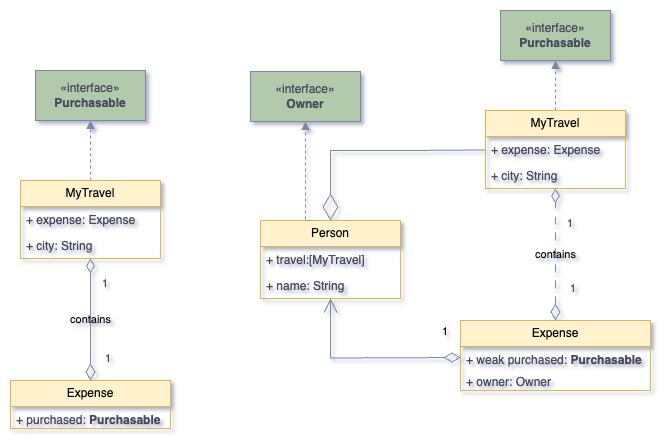 «interface»
Purchasable
MyTravel
+ expense: Expense
+ city: String
1
contains
1
Expense
+ purchased: Purchasable
«interface»
Owner
Person
+ travel:[MyTravel]
+ name: String
«interface»
Purchasable
MyTravel
+ expense: Expense
+ city: String
1
contains
1
1
Expense
+ weak purchased: Purchasable
+ owner: Owner